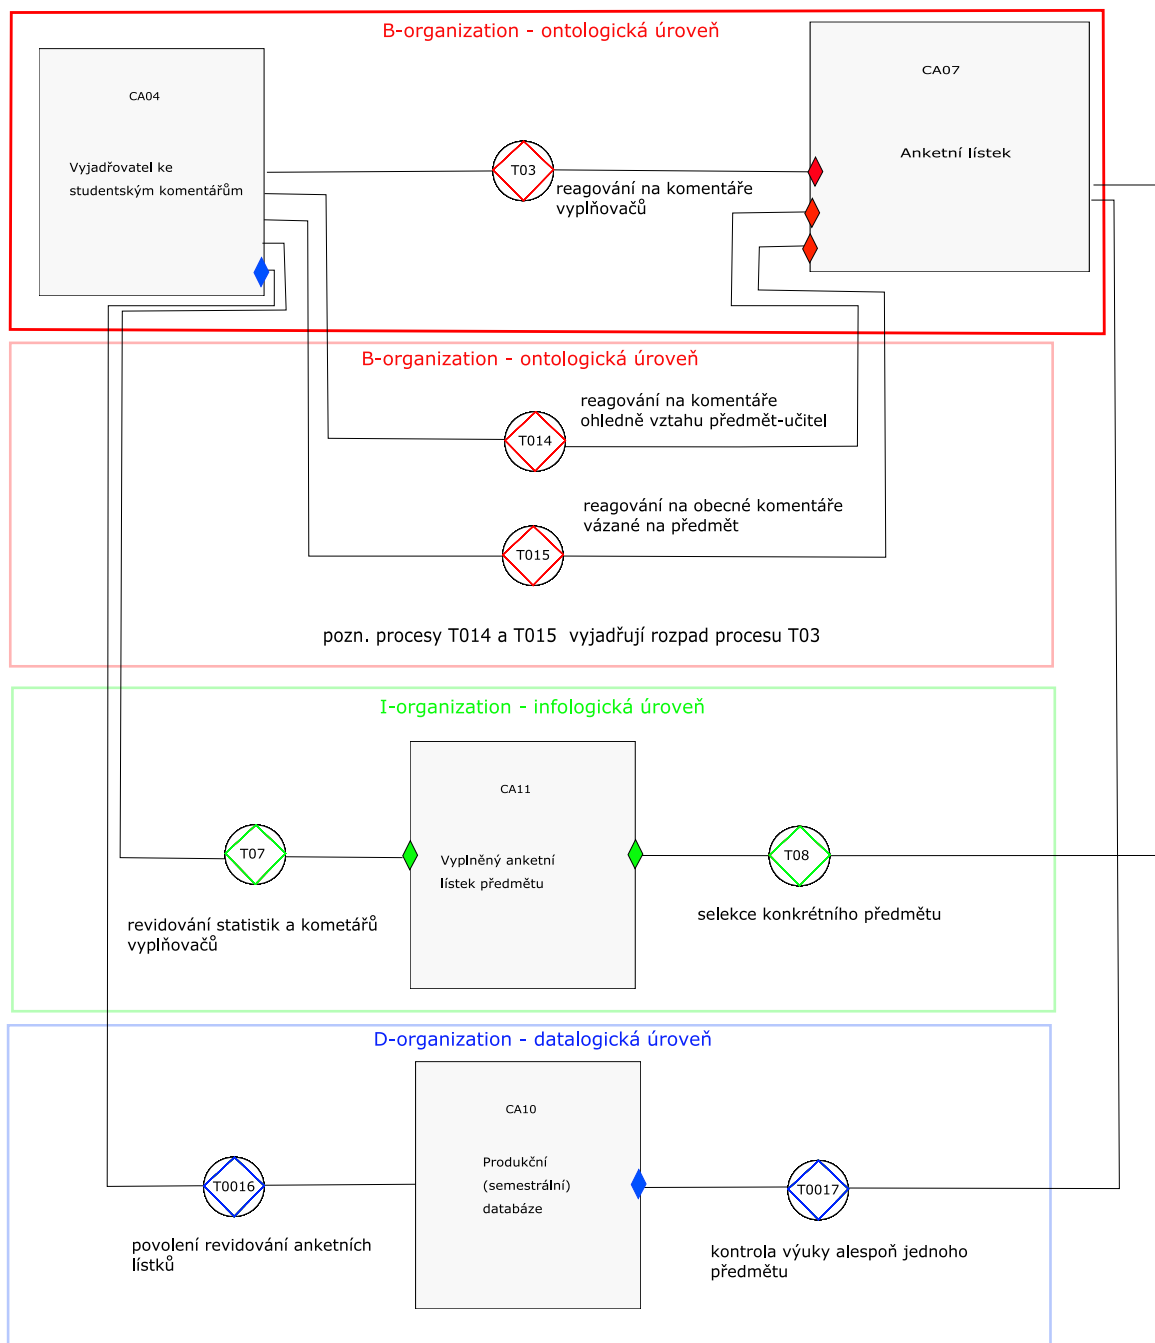 B-organization - ontologická úroveň
CA04
Vyjadřovatel ke
studentským komentářům
T03
reagování na komentáře
vyplňovačů
CA07
Anketní lístek
B-organization - ontologická úroveň
reagování na komentáře
ohledně vztahu předmět-učitel
T014
reagování na obecné komentáře
vázané na předmět
T015
pozn. procesy T014 a T015 vyjadřují rozpad procesu T03
I-organization - infologická úroveň
CA11
Vyplněný anketní
lístek předmětu
T07
revidování statistik a kometářů
vyplňovačů
T08
selekce konkrétního předmětu
D-organization - datalogická úroveň
CA10
Produkční
(semestrální)
databáze
T0016
povolení revidování anketních
lístků
T0017
kontrola výuky alespoň jednoho
předmětu